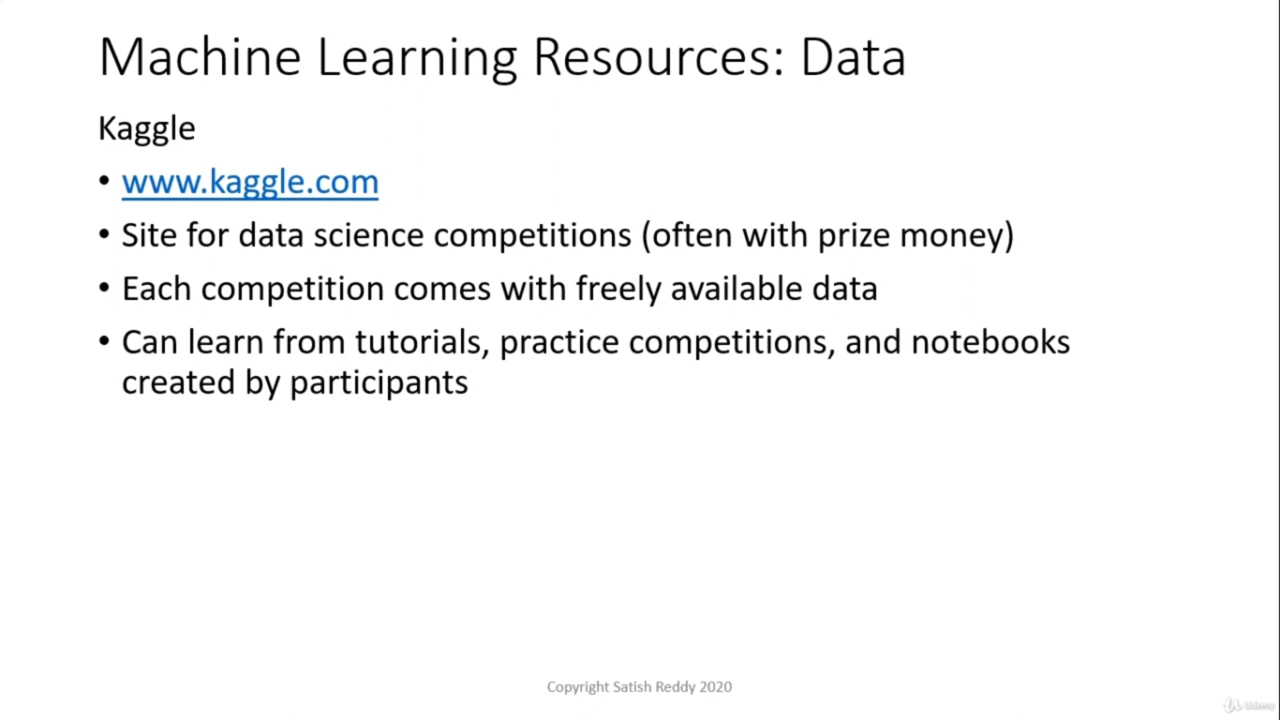 Machine Learning Resources: Data
Kaggle
• www.kaggle.com
• Site for data science competitions (often with prize money)
• Each competition comes with freely available data
• Can learn from tutorials, practice competitions, and notebooks
created by participants
Copyright Satish Reddy 2020
Udemy